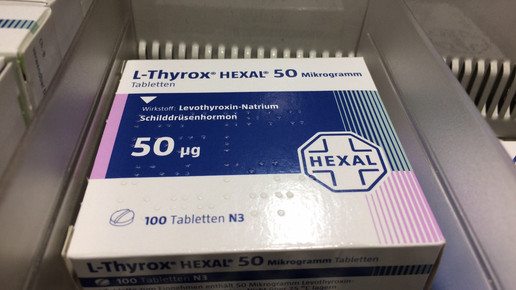 L-Thyrox® HEXAL® 50 Mikrogramm
Tabletten
Wirkstoff: Levothyroxin-Natrium
Schilddrüsenhormon
50 µg
HEXAL
100 Tabletten N3
L-Thyrox® HEXAL® 50 Mikrogramm Tabletten
100 Tabletten N3